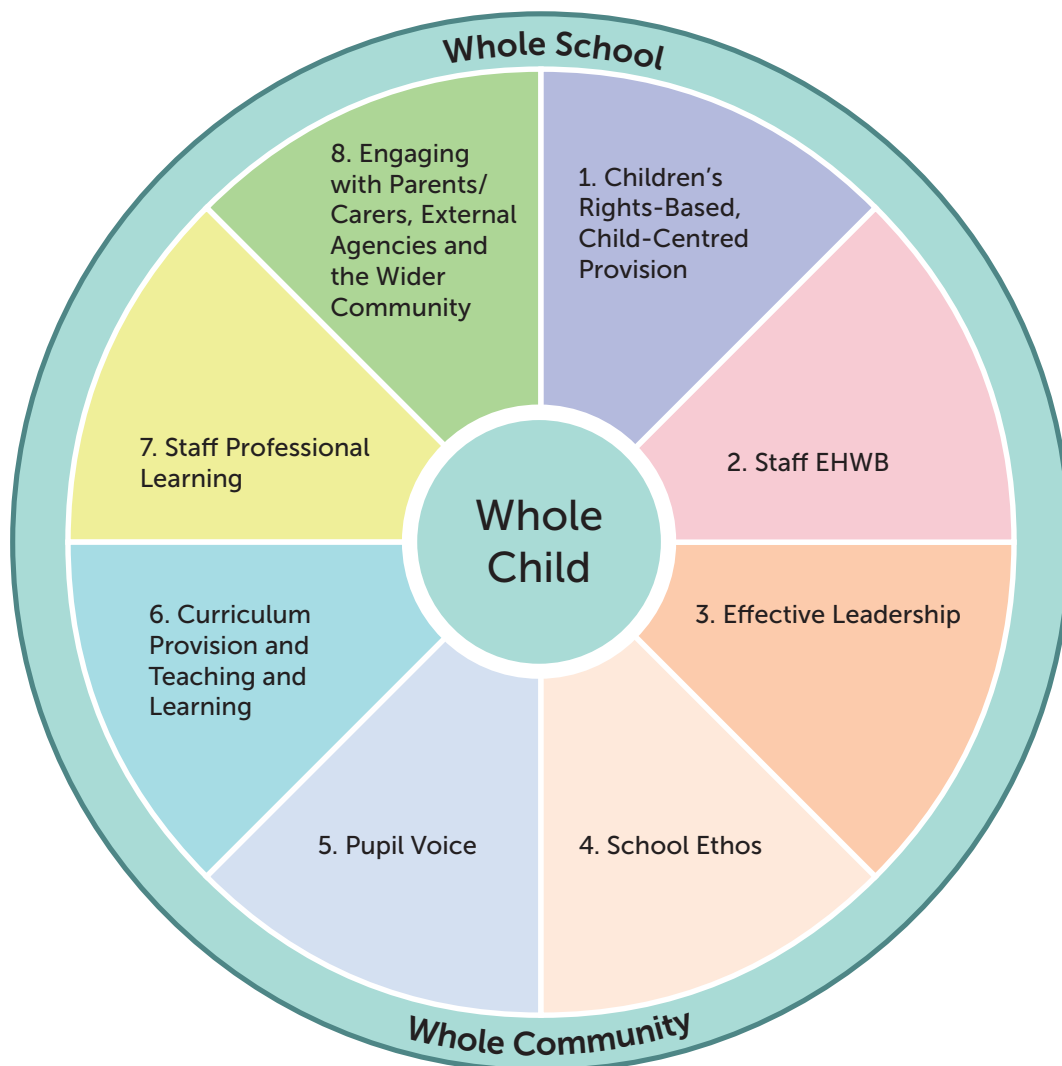 Whole School
1. Children’s
Rights-Based,
Child-Centred
Provision
2. Staff EHWB
3. Effective Leadership
4. School Ethos
5. Pupil Voice
6. Curriculum
Provision and
Teaching and
Learning
7. Staff Professional
Learning
8. Engaging
with Parents/
Carers, External
Agencies and
the Wider
Community
Whole
Child
Whole Community